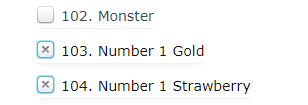 102. Monster
103. Number 1 Gold
104. Number 1 Strawberry